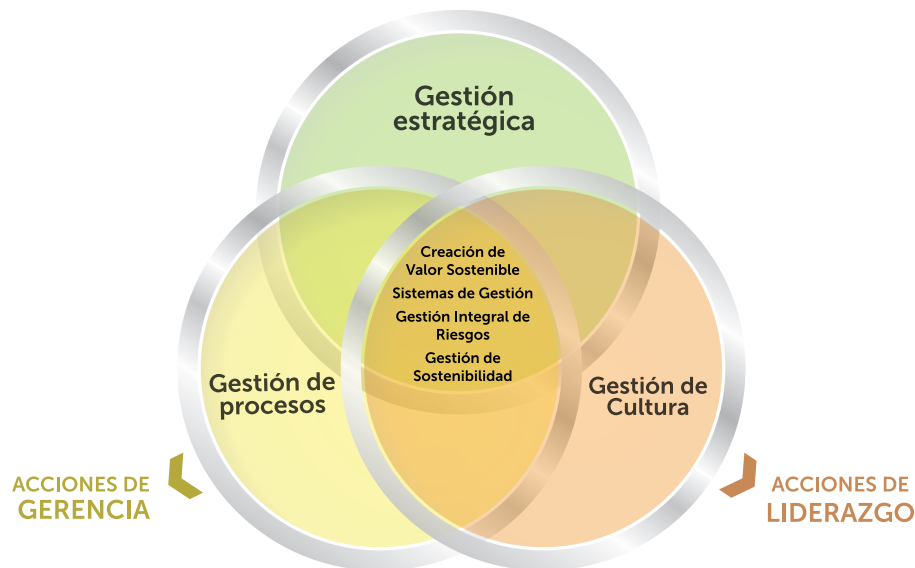 Gestión
estratégica
Creación de
Valor Sostenible
Sistemas de Gestión
Gestión Integral de
Riesgos
Gestión de
Sostenibilidad
Gestión de
procesos
Gestión de
Cultura
ACCIONES DE
GERENCIA
ACCIONES DE
LIDERAZGO